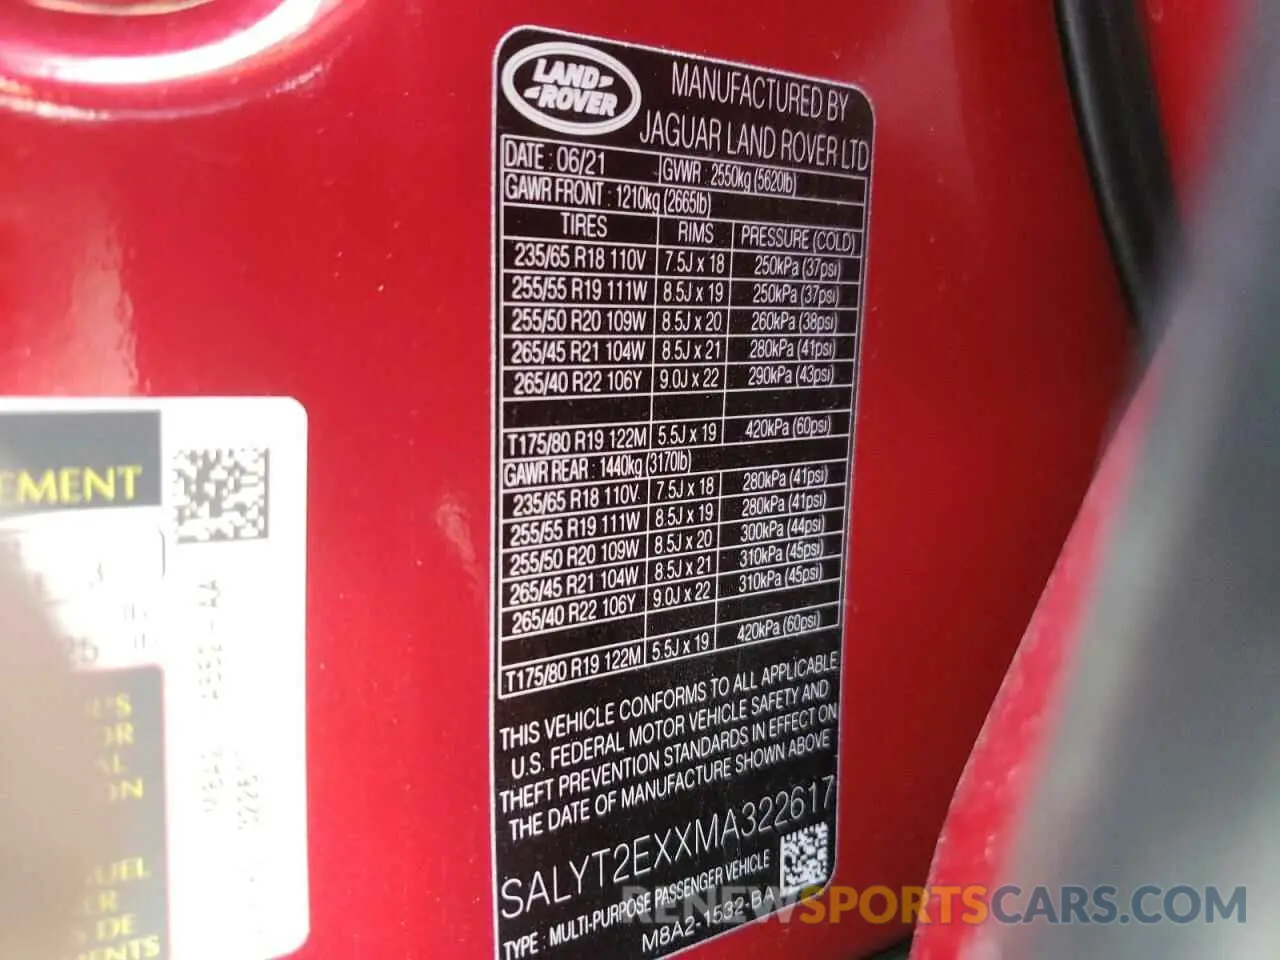 LAND
ROVER
MANUFACTURED BY
JAGUAR LAND ROVER LTD
DATE : 06/21 GVWR : 2550kg (5620lb)
GAWR FRONT : 1210kg (2665lb)
TIRES RIMS PRESSURE (COLD)
235/65 R18 110V 7.5J x 18 250kPa (37psi)
255/55 R19 111W 8.5J x 19 250kPa (37psi)
255/50 R20 109W 8.5J x 20 260kPa (38psi)
265/45 R21 104W 8.5J x 21 280kPa (41psi)
265/40 R22 106Y 9.0J x 22 290kPa (43psi)
T175/80 R19 122M 5.5J x 19 420kPa (60psi)
GAWR REAR : 1440kg (3170lb)
235/65 R18 110V 7.5J x 18 280kPa (41psi)
255/55 R19 111W 8.5J x 19 280kPa (41psi)
255/50 R20 109W 8.5J x 20 300kPa (44psi)
265/45 R21 104W 8.5J x 21 310kPa (45psi)
265/40 R22 106Y 9.0J x 22 310kPa (45psi)
T175/80 R19 122M 5.5J x 19 420kPa (60psi)
THIS VEHICLE CONFORMS TO ALL APPLICABLE
U.S. FEDERAL MOTOR VEHICLE SAFETY AND
THEFT PREVENTION STANDARDS IN EFFECT ON
THE DATE OF MANUFACTURE SHOWN ABOVE
SALYT2EXXMA322617
TYPE : MULTI-PURPOSE PASSENGER VEHICLE
M8A2-1532-BA
EMENT
RENEWSPORTSCARS.COM